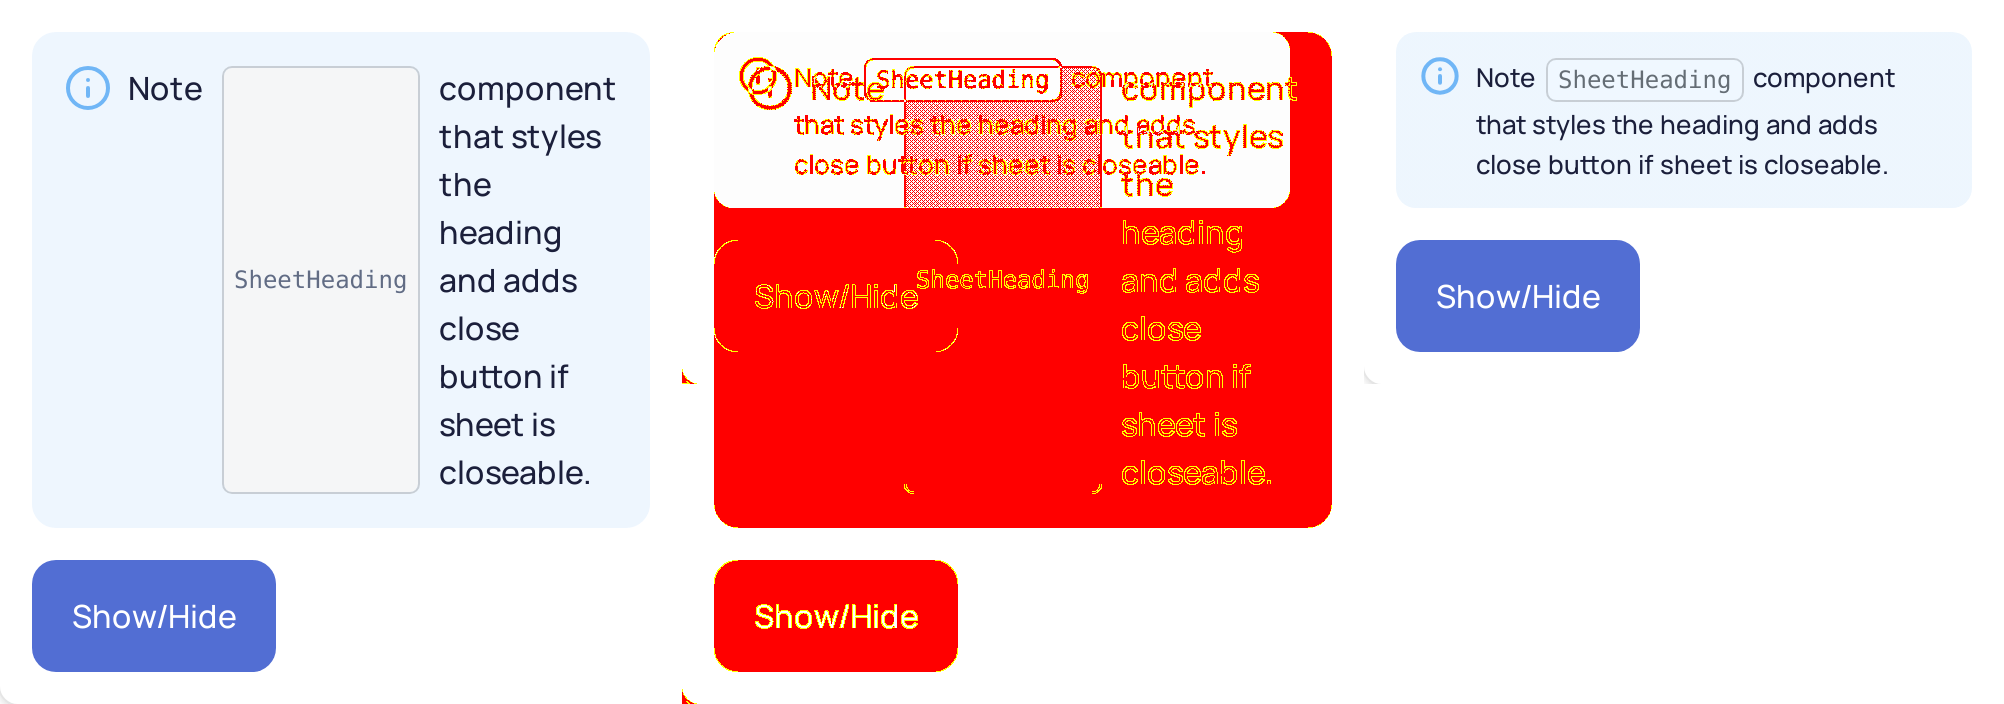 Note SheetHeading component
that styles
the
heading
and adds
close
button if
sheet is
closeable.
Show/Hide
Note SheetHeading component
that styles the heading and adds
close button if sheet is closeable.
Note
SheetHeading
component
that styles
the
heading
and adds
close
button if
sheet is
closeable.
Show/Hide
Show/Hide
Note SheetHeading component
that styles the heading and adds
close button if sheet is closeable.
Show/Hide